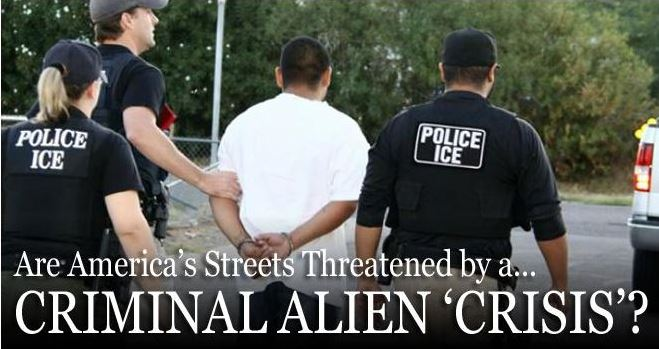 POLICE
ICE
POLICE
ICE
Are America's Streets Threatened by a...
CRIMINAL ALIEN 'CRISIS'?